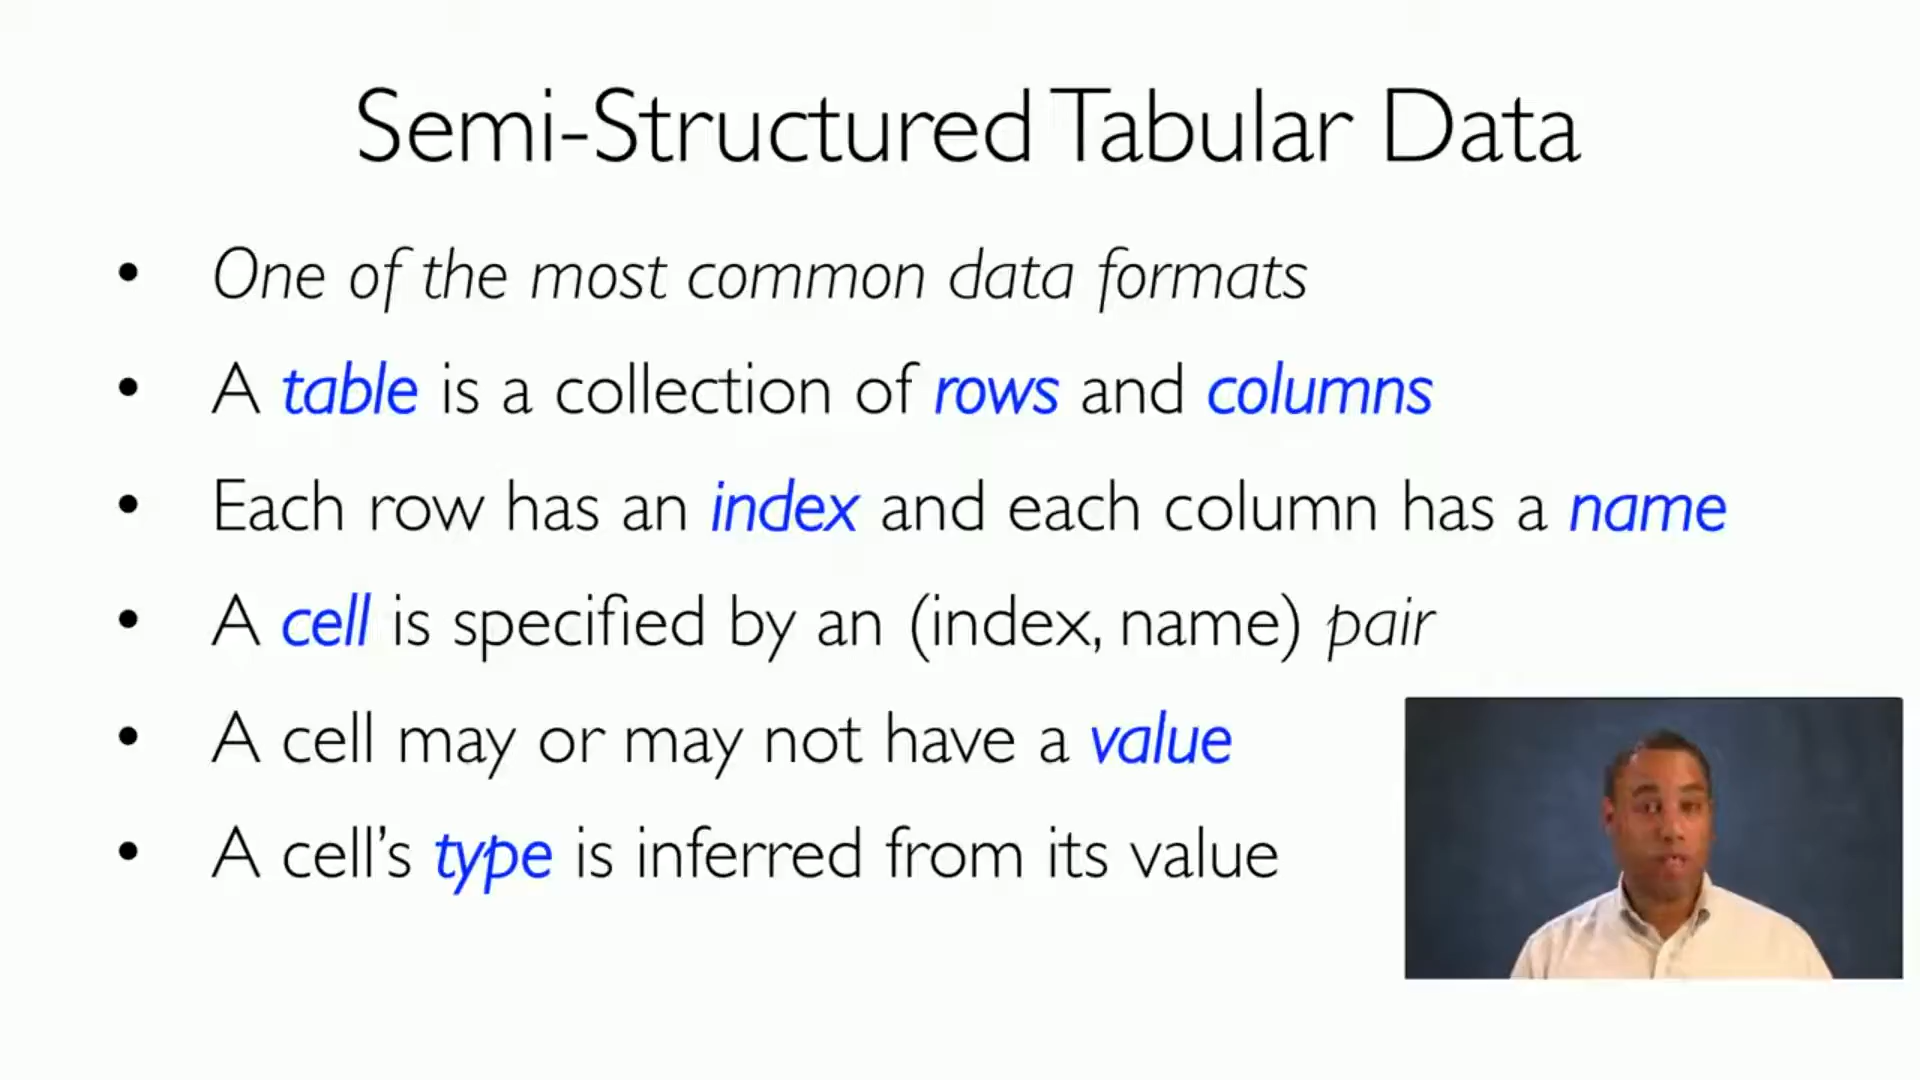 Semi-Structured Tabular Data
• One of the most common data formats
• A table is a collection of rows and columns
• Each row has an index and each column has a name
• A cell is specified by an (index, name) pair
• A cell may or may not have a value
• A cell’s type is inferred from its value